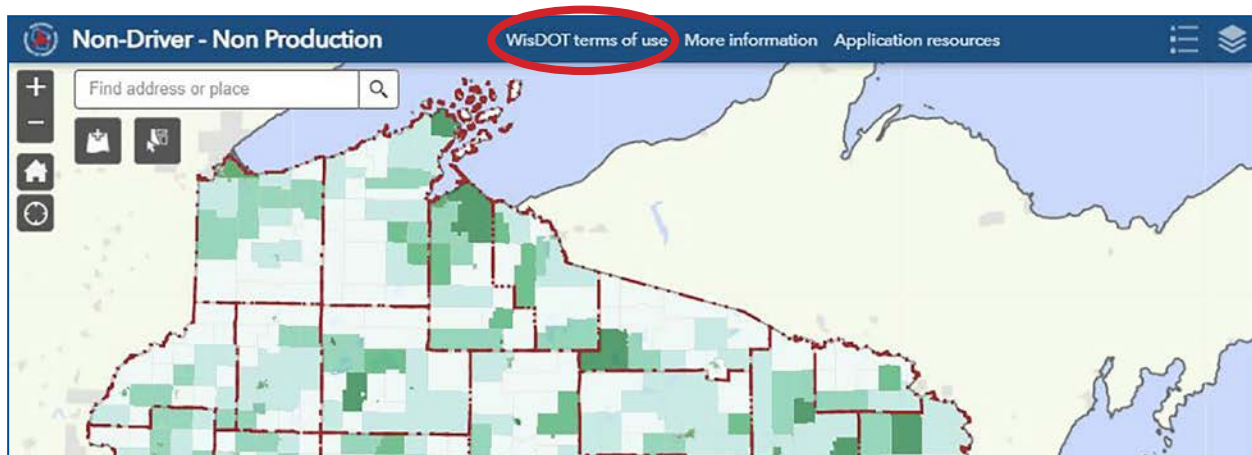 Non-Driver - Non Production WisDOT terms of use More information Application resources
Find address or place